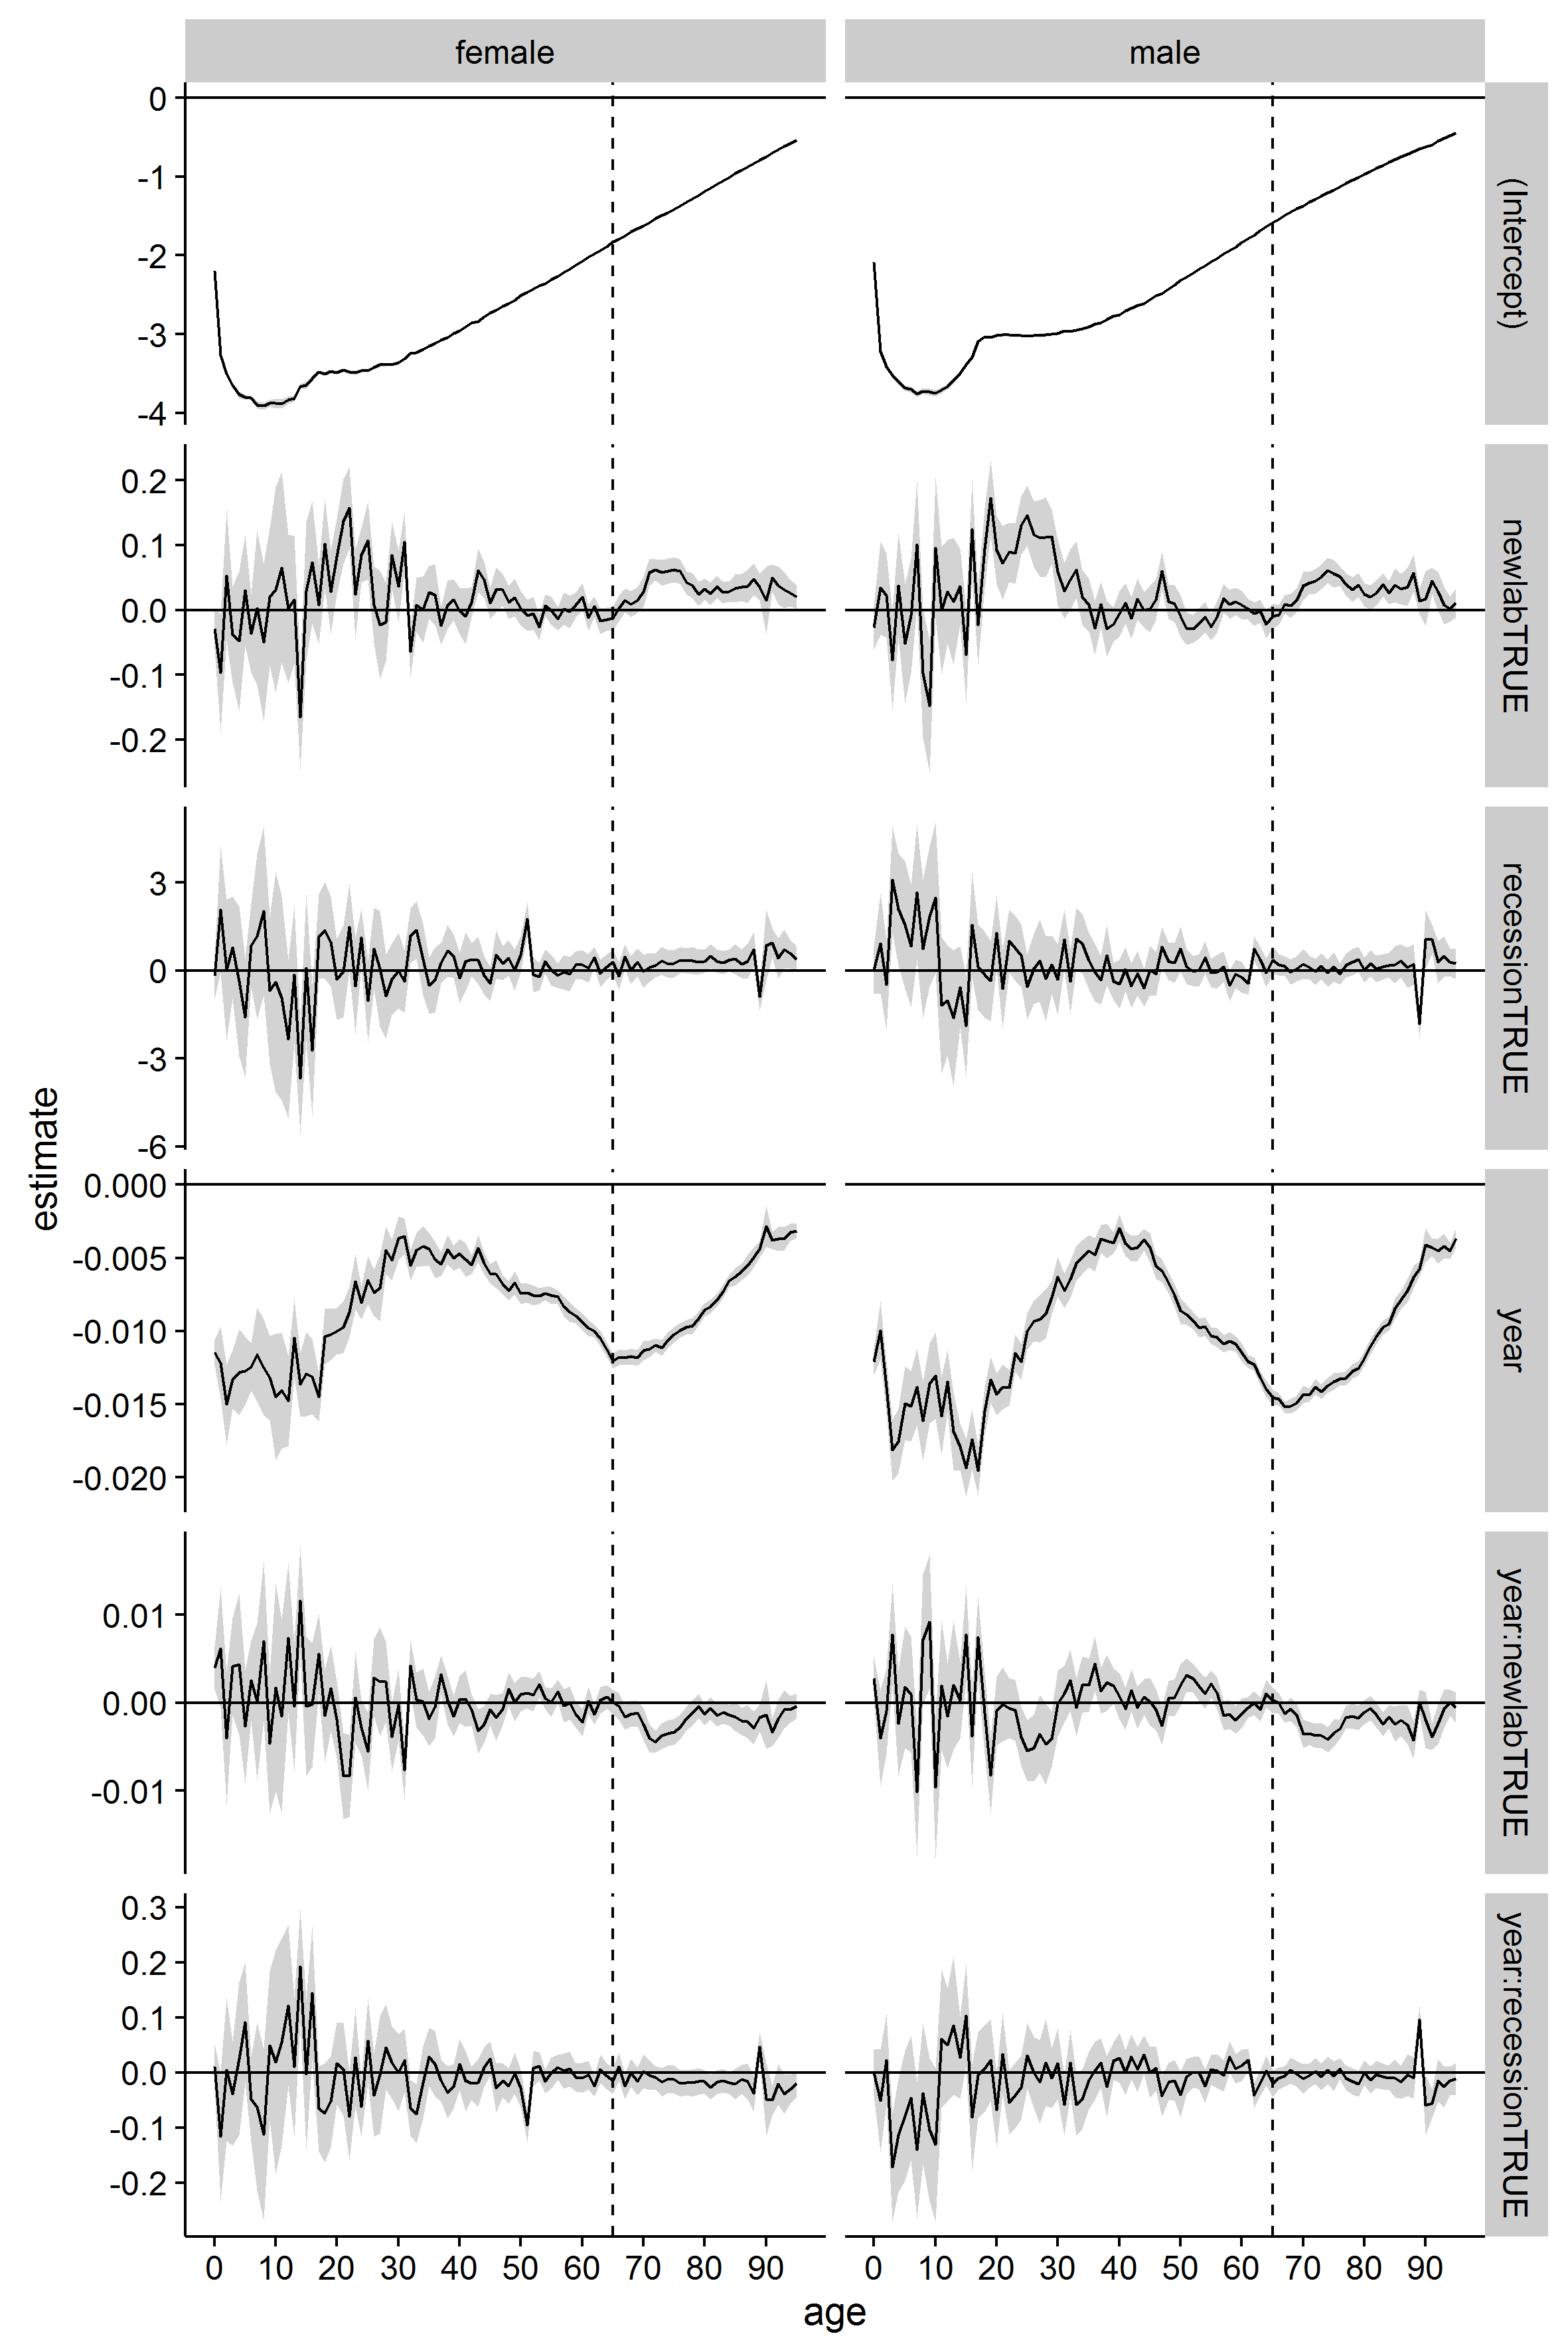 female
male
0
-1
-2
-3
-4
(Intercept)
0.2
0.1
0.0
-0.1
-0.2
newlabTRUE
3
0
-3
-6
recessionTRUE
0.000
-0.005
-0.010
-0.015
-0.020
year
0.01
0.00
-0.01
year:newlabTRUE
0.3
0.2
0.1
0.0
-0.1
-0.2
year:recessionTRUE
estimate
0 10 20 30 40 50 60 70 80 90
0 10 20 30 40 50 60 70 80 90
age